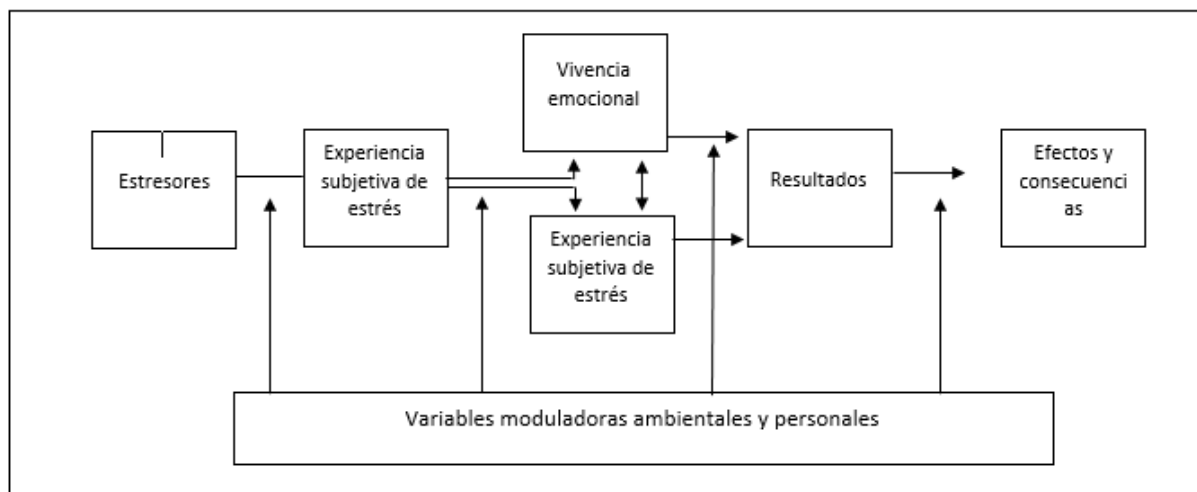 Vivencia
emocional
Estresores
Experiencia
subjetiva de
estrés
Resultados
Efectos y
consecuenci
as
Experiencia
subjetiva de
estrés
Variables moduladoras ambientales y personales